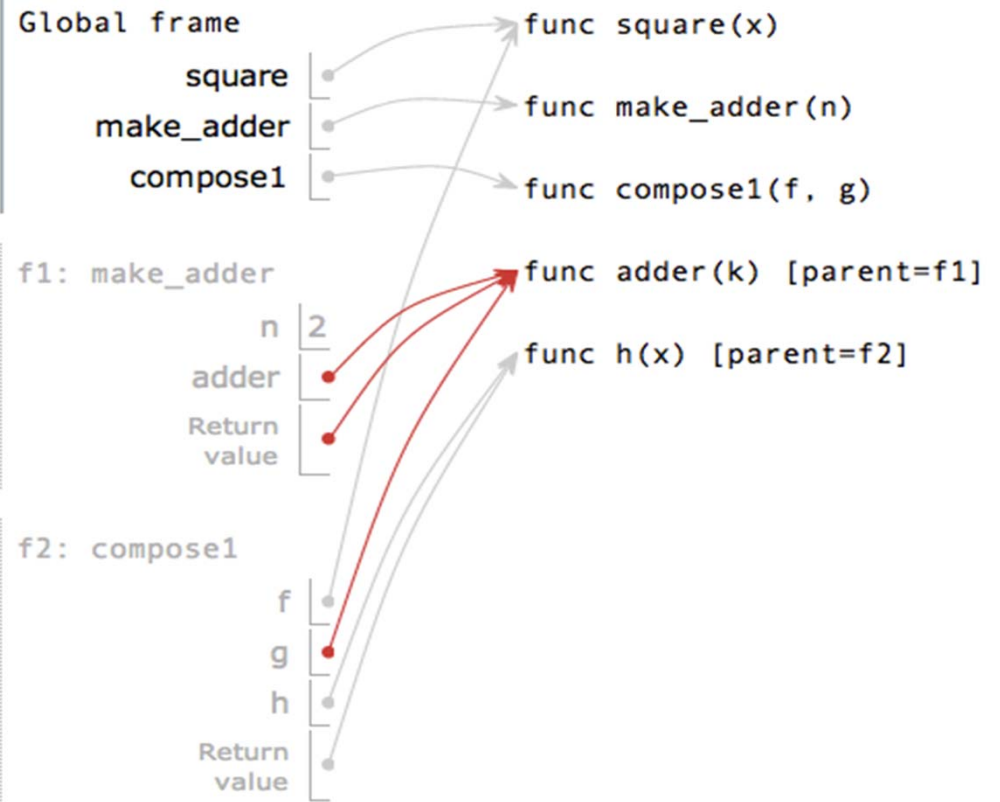 Global frame
func square(x)
square
make_adder
func make_adder(n)
compose1
func compose1(f, g)
f1: make_adder
func adder(k) [parent=f1]
n 2
adder
func h(x) [parent=f2]
Return
value
f2: compose1
f
g
h
Return
value